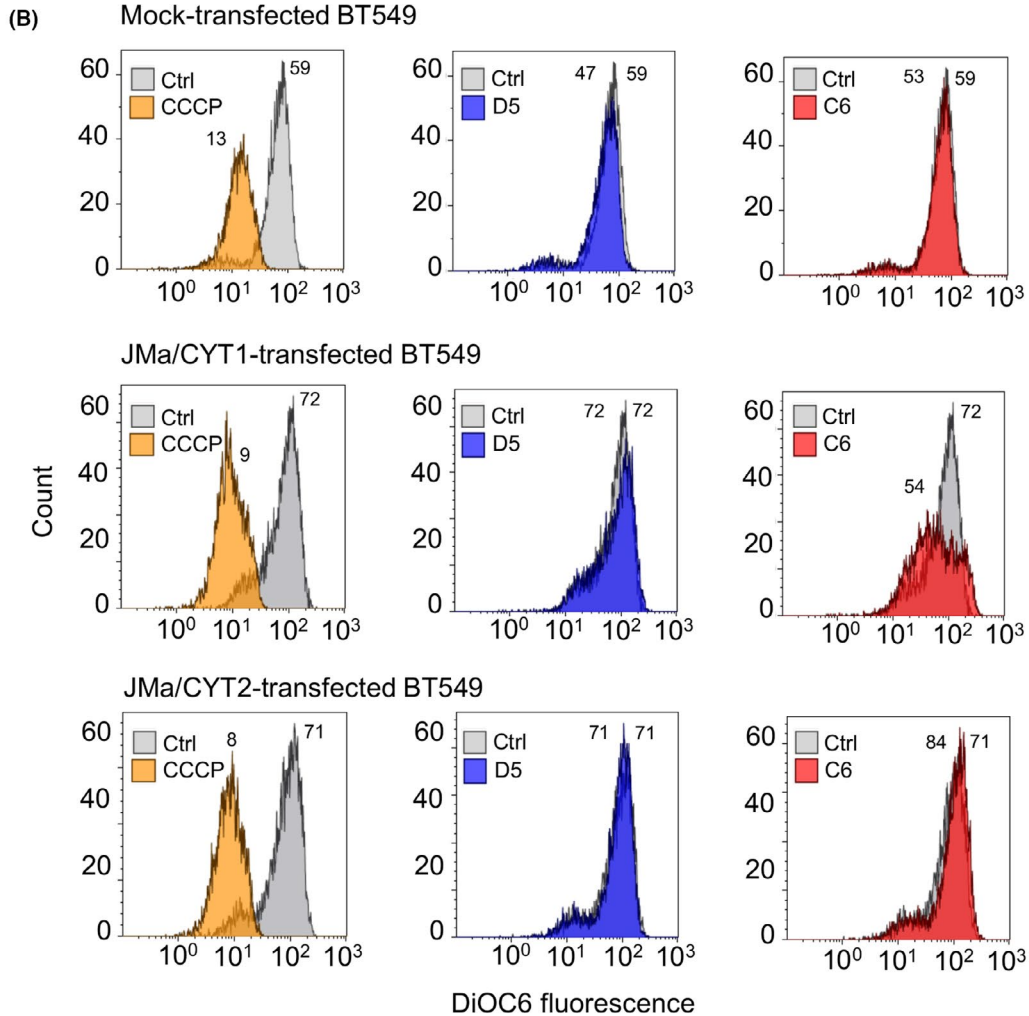 (B)
Mock-transfected BT549
60
40
20
0
Ctrl
CCCP
59
13
10⁰ 10¹ 10² 10³
60
40
20
0
Ctrl
D5
47 59
10⁰ 10¹ 10² 10³
60
40
20
0
Ctrl
C6
53 59
10⁰ 10¹ 10² 10³
JMa/CYT1-transfected BT549
Count
60
40
20
0
Ctrl
CCCP
72
9
10⁰ 10¹ 10² 10³
60
40
20
0
Ctrl
D5
72 72
10⁰ 10¹ 10² 10³
60
40
20
0
Ctrl
C6
72
54
10⁰ 10¹ 10² 10³
JMa/CYT2-transfected BT549
60
40
20
0
Ctrl
CCCP
8
71
10⁰ 10¹ 10² 10³
60
40
20
0
Ctrl
D5
71 71
10⁰ 10¹ 10² 10³
60
40
20
0
Ctrl
C6
84 71
10⁰ 10¹ 10² 10³
DiOC6 fluorescence